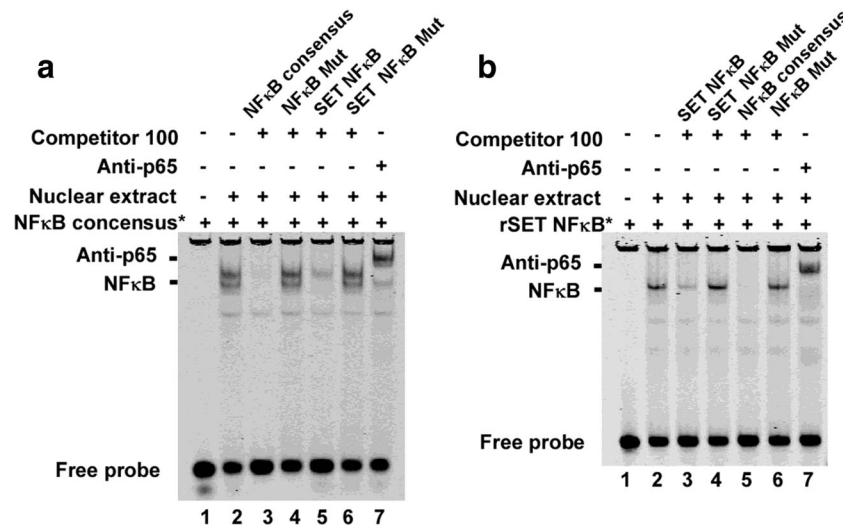 a
NFκB consensus
NFκB Mut
SET NFκB
SET NFκB Mut
Competitor 100 - - + + + + -
Anti-p65 - - - - - - +
Nuclear extract - + + + + + +
NFκB concensus* + + + + + + +
Anti-p65
NFκB
Free probe
1 2 3 4 5 6 7
b
SET NFκB
SET NFκB Mut
NFκB consensus
NFκB Mut
Competitor 100 - - + + + + -
Anti-p65 - - - - - - +
Nuclear extract - + + + + + +
rSET NFκB* + + + + + + +
Anti-p65
NFκB
Free probe
1 2 3 4 5 6 7